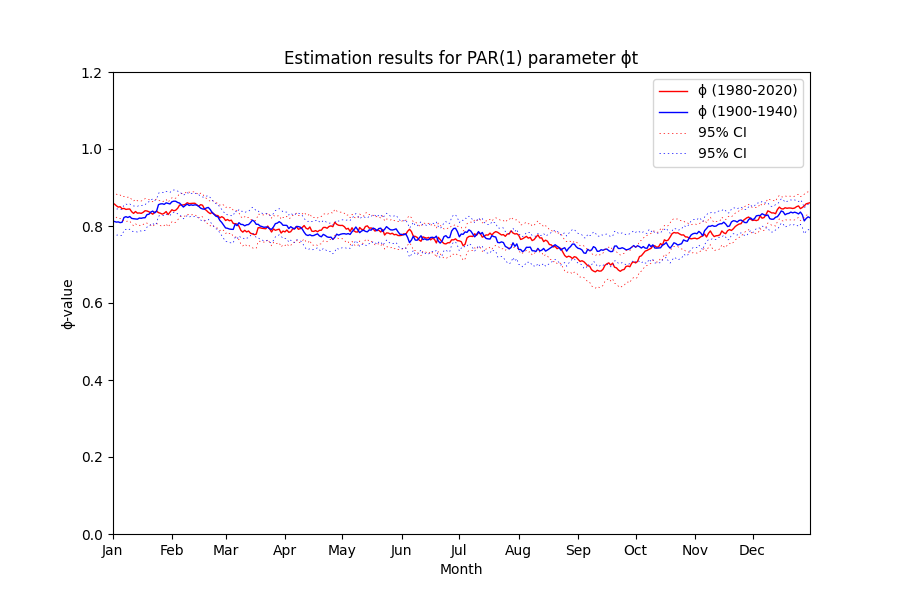 Estimation results for PAR(1) parameter ϕt
ϕ (1980-2020)
ϕ (1900-1940)
95% CI
95% CI
1.2
1.0
0.8
0.6
0.4
0.2
0.0
ϕ-value
Jan Feb Mar Apr May Jun Jul Aug Sep Oct Nov Dec
Month